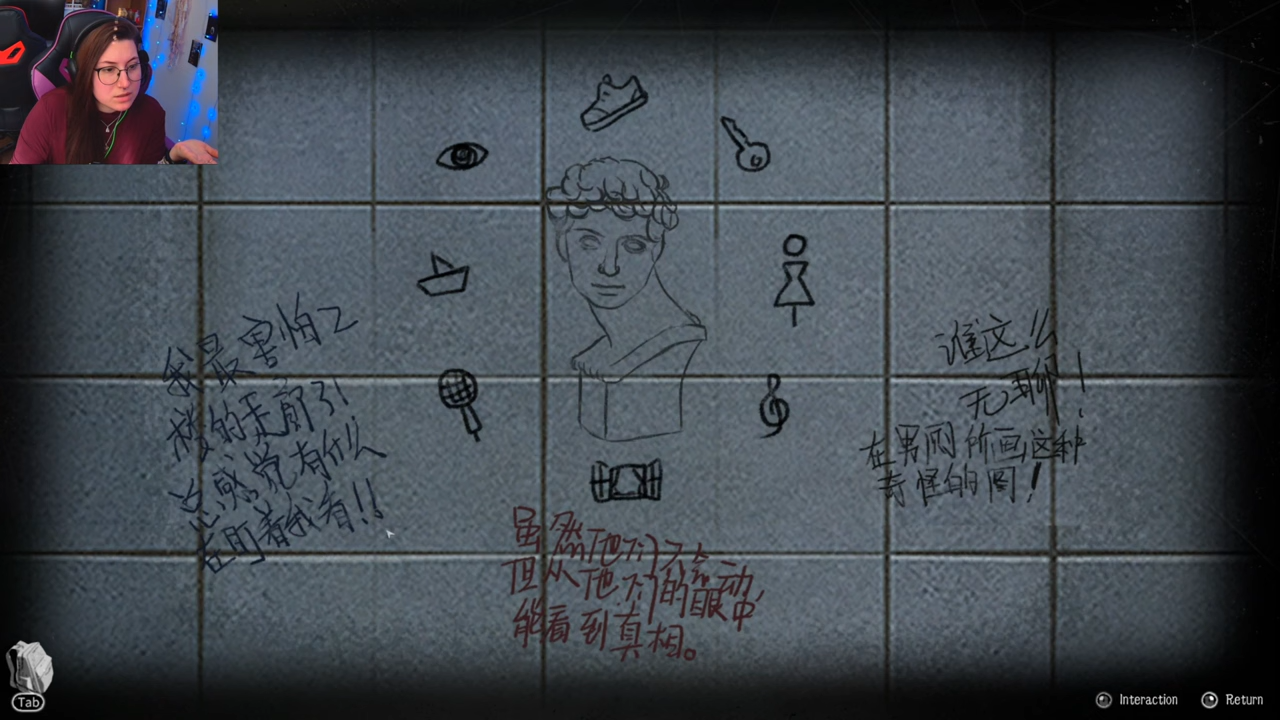 我最害怕2
楼的走廊了！
总感觉有什么
在盯着我看！！
虽然他们不会动，
但从他们的眼中，
能看到真相。
谁这么
无聊！
在男厕所画这种
奇怪的图！
Tab
Interaction
Return